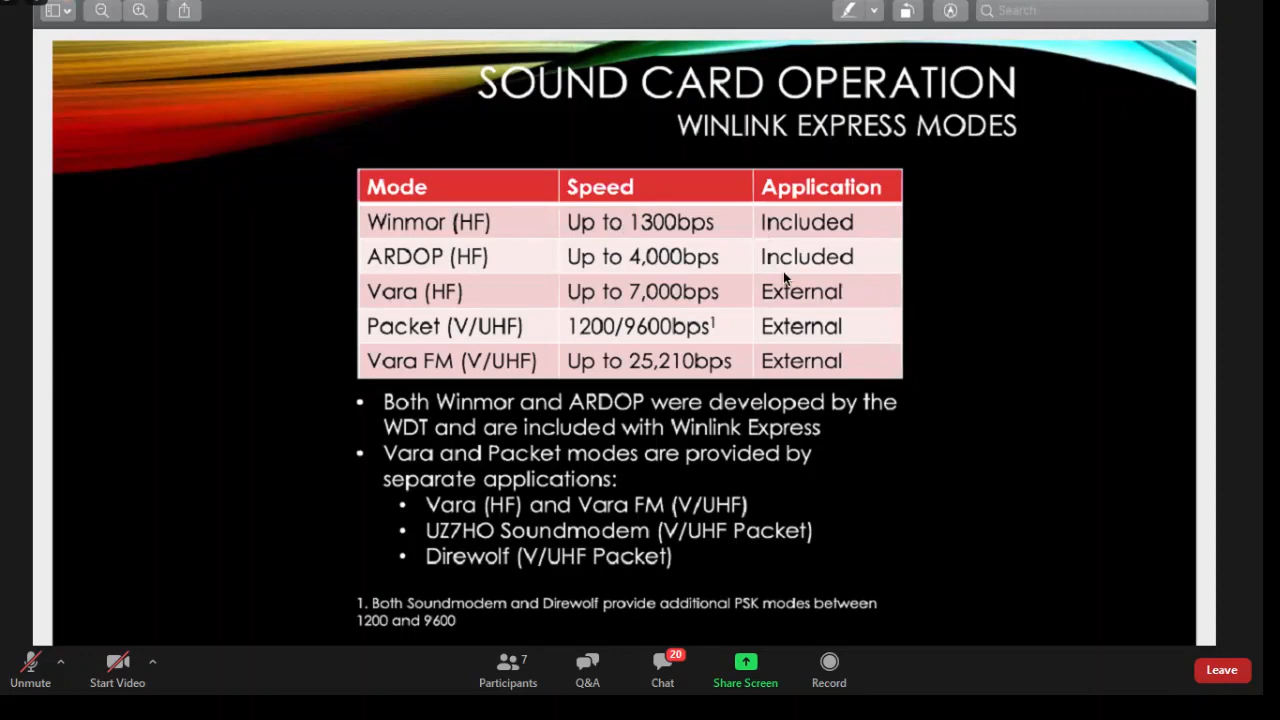 Search
SOUND CARD OPERATION
WINLINK EXPRESS MODES
Mode Speed Application
Winmor (HF) Up to 1300bps Included
ARDOP (HF) Up to 4,000bps Included
Vara (HF) Up to 7,000bps External
Packet (V/UHF) 1200/9600bps¹ External
Vara FM (V/UHF) Up to 25,210bps External
• Both Winmor and ARDOP were developed by the
WDT and are included with Winlink Express
• Vara and Packet modes are provided by
separate applications:
• Vara (HF) and Vara FM (V/UHF)
• UZ7HO Soundmodem (V/UHF Packet)
• Direwolf (V/UHF Packet)
1. Both Soundmodem and Direwolf provide additional PSK modes between
1200 and 9600
7 20
Unmute Start Video Participants Q&A Chat Share Screen Record Leave